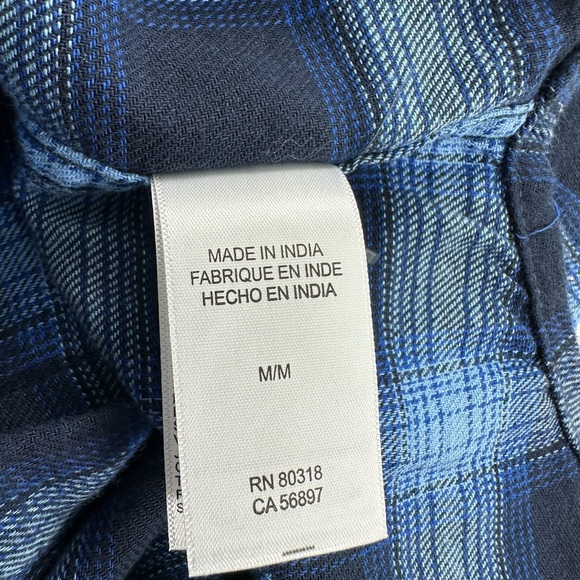 MADE IN INDIA
FABRIQUE EN INDE
HECHO EN INDIA
M/M
RN 80318
CA 56897